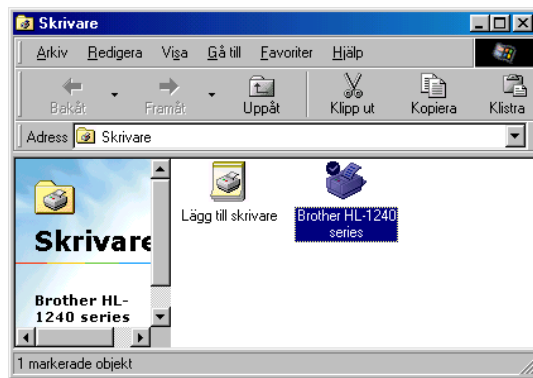 Skrivare
Arkiv Redigera Visa Gå till Favoriter Hjälp
Bakåt Framåt Uppåt Klipp ut Kopiera Klistra
Adress Skrivare
Lägg till skrivare
Brother HL-1240
series
Skrivare
Brother HL-
1240 series
1 markerade objekt